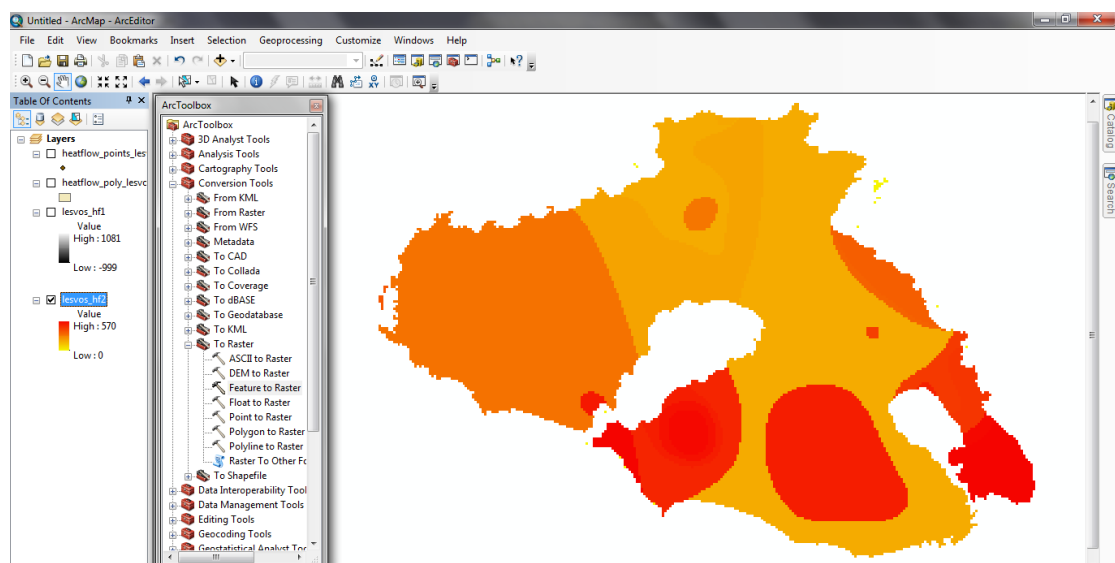 Untitled - ArcMap - ArcEditor
File Edit View Bookmarks Insert Selection Geoprocessing Customize Windows Help
Table Of Contents
Layers
heatflow_points_les
heatflow_poly_lesvc
lesvos_hf1
Value
High : 1081
Low : -999
lesvos_hf2
Value
High : 570
Low : 0
ArcToolbox
ArcToolbox
3D Analyst Tools
Analysis Tools
Cartography Tools
Conversion Tools
From KML
From Raster
From WFS
Metadata
To CAD
To Collada
To Coverage
To dBASE
To Geodatabase
To KML
To Raster
ASCII to Raster
DEM to Raster
Feature to Raster
Float to Raster
Point to Raster
Polygon to Raster
Polyline to Raster
Raster To Other Fc
To Shapefile
Data Interoperability Tool
Data Management Tools
Editing Tools
Geocoding Tools
Geostatistical Analyst Toc
Catalog
Search